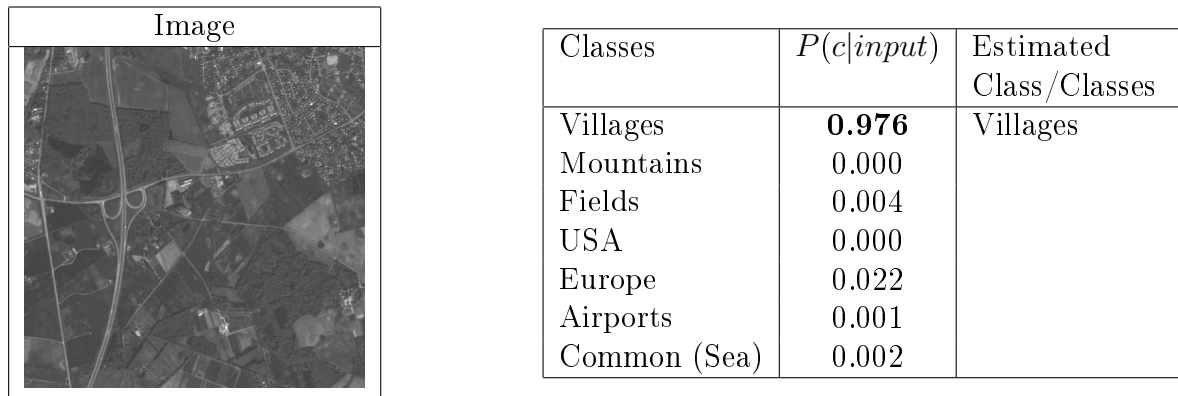 Image
Classes P(c|input) Estimated
Class/Classes
Villages 0.976 Villages
Mountains 0.000
Fields 0.004
USA 0.000
Europe 0.022
Airports 0.001
Common (Sea) 0.002